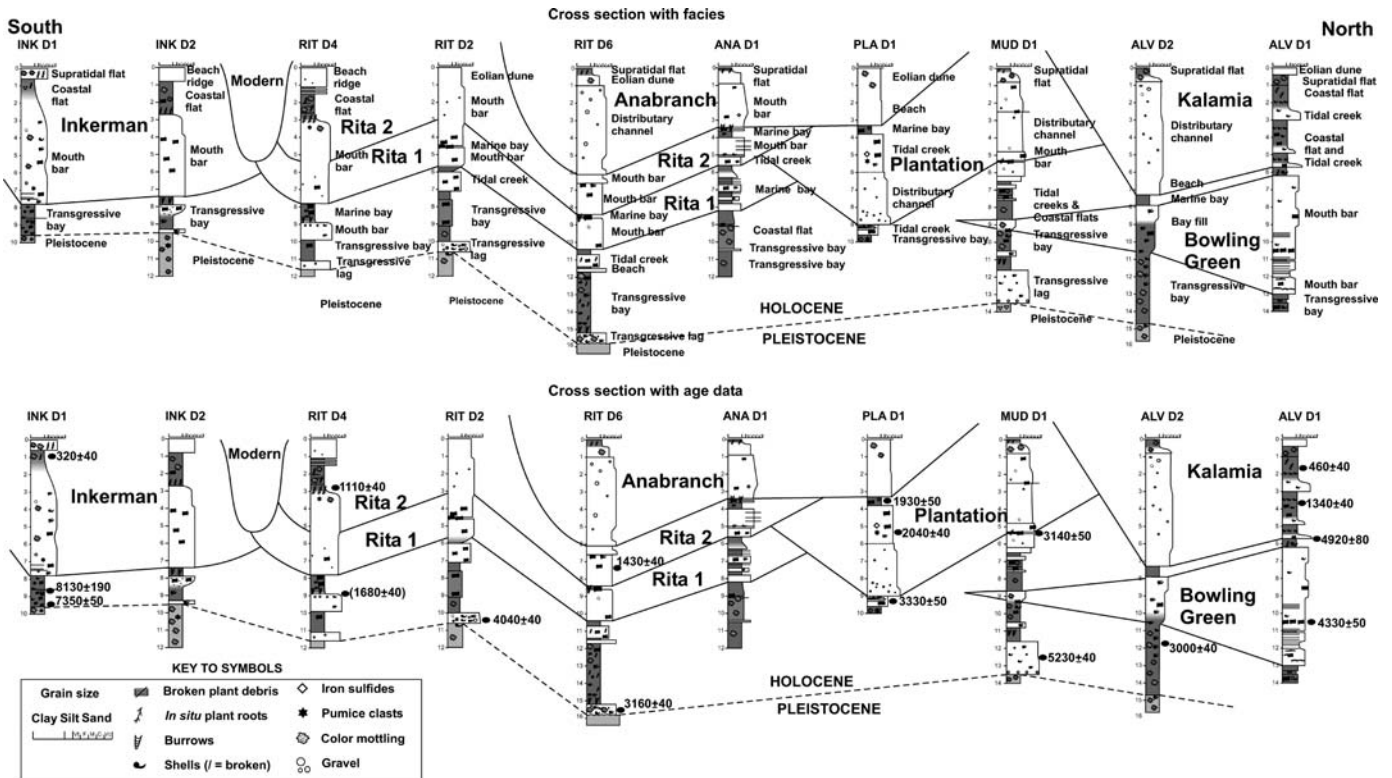 Cross section with facies
South
North
INK D1
INK D2
RIT D4
RIT D2
RIT D6
ANA D1
PLA D1
MUD D1
ALV D2
ALV D1
Supratidal flat
Coastal
flat
Inkerman
Mouth
bar
Transgressive
bay
Pleistocene
Beach
ridge
Coastal
flat
Mouth
bar
Transgressive
bay
Pleistocene
Modern
Beach
ridge
Coastal
flat
Rita 2
Rita 1
Mouth
bar
Marine bay
Mouth
bar
Transgressive bay
Transgressive
lag
Pleistocene
Eolian dune
Marine bay
Mouth bar
Tidal creek
Transgressive
bay
Transgressive
lag
Pleistocene
Supratidal flat
Eolian dune
Anabranch
Distributary
channel
Mouth bar
Mouth bar
Marine bay
Mouth bar
Tidal creek
Beach
Transgressive
bay
Transgressive lag
Pleistocene
Supratidal
flat
Mouth
bar
Rita 2
Rita 1
Marine
bay
Mouth bar
Tidal creek
Marine bay
Coastal flat
Transgressive bay
Transgressive bay
Eolian dune
Beach
Marine bay
Tidal creek
Plantation
Distributary
channel
Tidal creek
Transgressive bay
HOLOCENE
PLEISTOCENE
Supratidal
flat
Distributary
channel
Mouth
bar
Tidal
creeks &
Coastal flats
Transgressive
bay
Transgressive
lag
Pleistocene
Supratidal flat
Kalamia
Distributary
channel
Beach
Marine bay
Bay fill
Bowling
Green
Transgressive
bay
Pleistocene
Eolian dune
Supratidal flat
Coastal flat
Tidal creek
Coastal
flat and
Tidal creek
Mouth bar
Mouth bar
Transgressive
bay
Cross section with age data
INK D1
INK D2
RIT D4
RIT D2
RIT D6
ANA D1
PLA D1
MUD D1
ALV D2
ALV D1
320±40
Inkerman
8130±190
7350±50
Modern
1110±40
Rita 2
Rita 1
(1680±40)
4040±40
Anabranch
1430±40
3160±40
Rita 2
Rita 1
1930±50
Plantation
2040±40
3330±50
3140±50
5230±40
HOLOCENE
PLEISTOCENE
Kalamia
Bowling
Green
3000±40
460±40
1340±40
4920±80
4330±50
KEY TO SYMBOLS
Grain size
Clay Silt Sand
Broken plant debris
In situ plant roots
Burrows
Shells (/ = broken)
Iron sulfides
Pumice clasts
Color mottling
Gravel